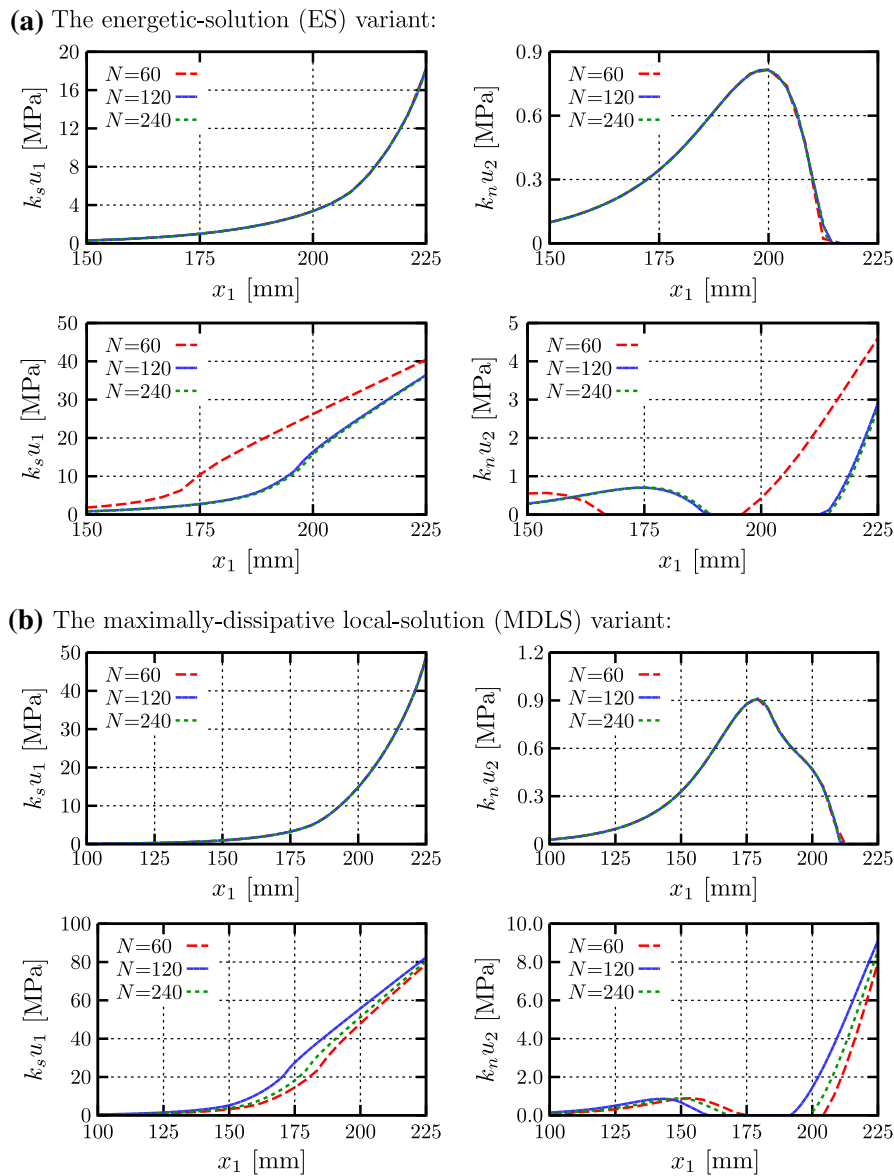 (a) The energetic-solution (ES) variant:
k_s u_1 [MPa]
20
16
12
8
4
0
N=60
N=120
N=240
150 175 200 225
x_1 [mm]
k_n u_2 [MPa]
0.9
0.6
0.3
0
N=60
N=120
N=240
150 175 200 225
x_1 [mm]
k_s u_1 [MPa]
50
40
30
20
10
0
N=60
N=120
N=240
150 175 200 225
x_1 [mm]
k_n u_2 [MPa]
5
4
3
2
1
0
N=60
N=120
N=240
150 175 200 225
x_1 [mm]
(b) The maximally-dissipative local-solution (MDLS) variant:
k_s u_1 [MPa]
50
40
30
20
10
0
N=60
N=120
N=240
100 125 150 175 200 225
x_1 [mm]
k_n u_2 [MPa]
1.2
0.9
0.6
0.3
0
N=60
N=120
N=240
100 125 150 175 200 225
x_1 [mm]
k_s u_1 [MPa]
100
80
60
40
20
0
N=60
N=120
N=240
100 125 150 175 200 225
x_1 [mm]
k_n u_2 [MPa]
10.0
8.0
6.0
4.0
2.0
0.0
N=60
N=120
N=240
100 125 150 175 200 225
x_1 [mm]